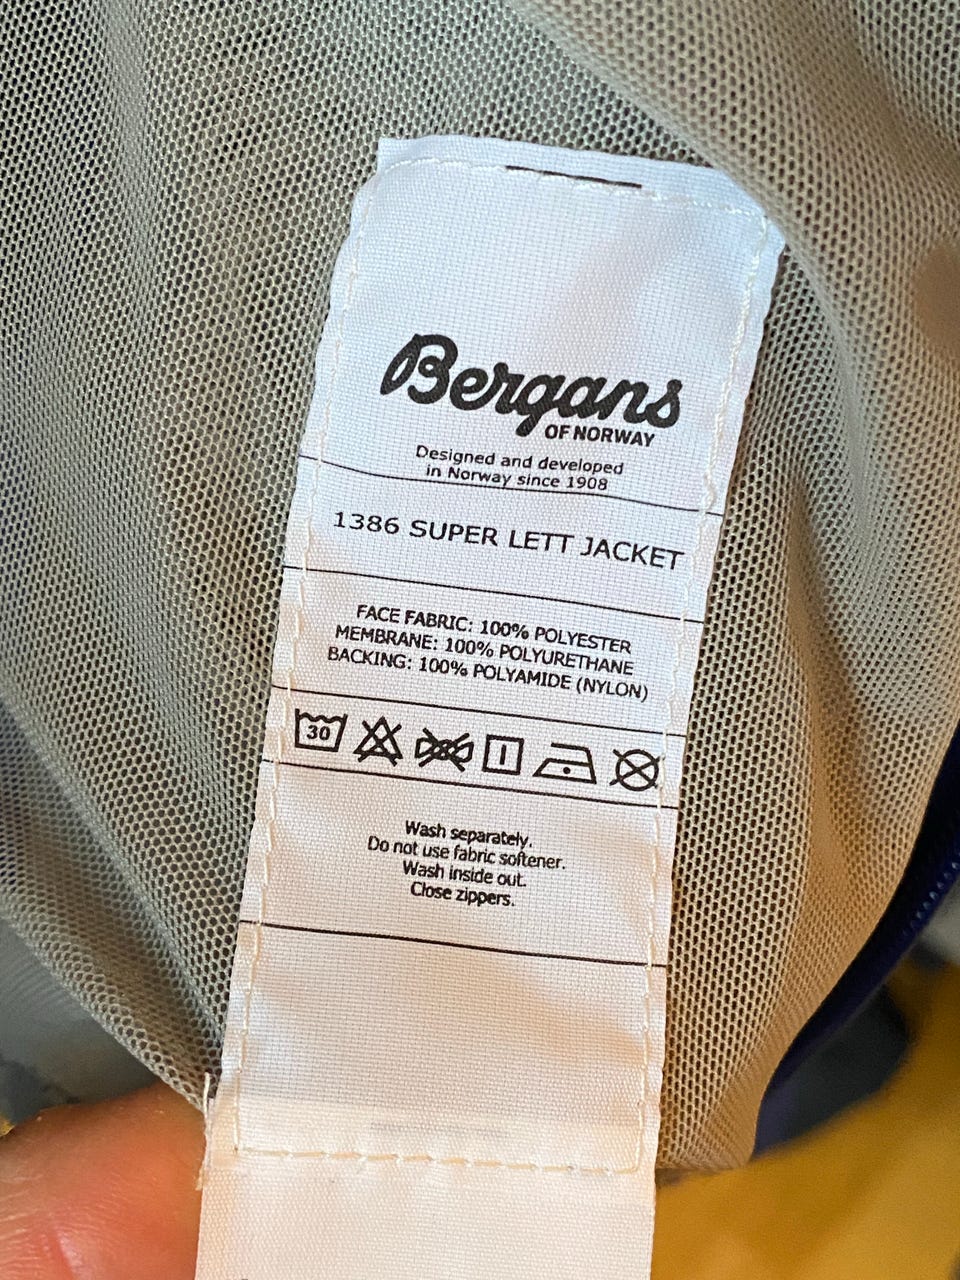 Bergans
OF NORWAY
Designed and developed
in Norway since 1908
1386 SUPER LETT JACKET
FACE FABRIC: 100% POLYESTER
MEMBRANE: 100% POLYURETHANE
BACKING: 100% POLYAMIDE (NYLON)
30
Wash separately.
Do not use fabric softener.
Wash inside out.
Close zippers.